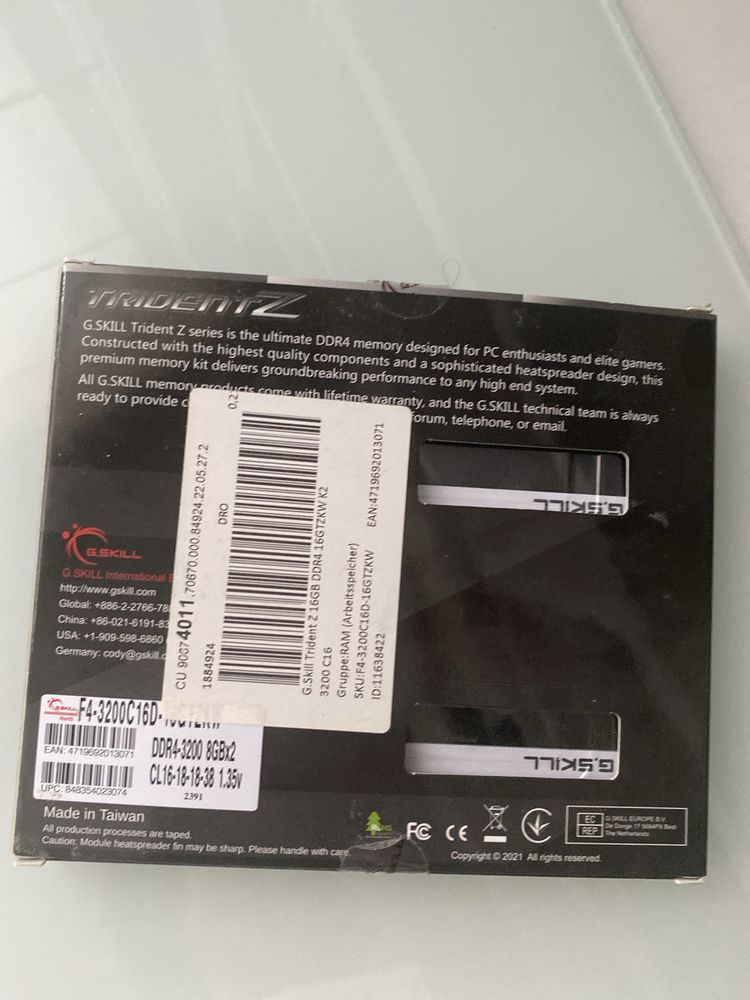 TRIDENT Z
G.SKILL Trident Z series is the ultimate DDR4 memory designed for PC enthusiasts and elite gamers.
Constructed with the highest quality components and a sophisticated heatspreader design, this
premium memory kit delivers groundbreaking performance to any high end system.
All G.SKILL memory products come with lifetime warranty, and the G.SKILL technical team is always
ready to provide forum, telephone, or email.
CU 90674011.70670.000.84924.22.05.27.2
1884924
DRO
G.Skill Trident Z 16GB DDR4 16GTZKW K2
3200 C16
Gruppe:RAM (Arbeitsspeicher)
SKU:F4-3200C16D-16GTZKW
ID:11638422
EAN:4719692013071
G.SKILL
G.SKILL
G.SKILL
G.SKILL International
http://www.gskill.com
Global: +886-2-2766-78
China: +86-021-6191-83
USA: +1-909-598-6860
Germany: cody@gskill.c
G.SKILL
RoHS
F4-3200C16D-16GTZKW
EAN: 4719692013071
DDR4-3200 8GBx2
CL16-18-18-38 1.35v
UPC: 848354023074
2391
Made in Taiwan
All production processes are taped.
Caution: Module heatspreader fin may be sharp. Please handle with care.
RoHS
FC
CE
EC
REP
G.SKILL EUROPE B.V.
De Donge 17 5684PX Best
The Netherlands
Copyright © 2021 All rights reserved.